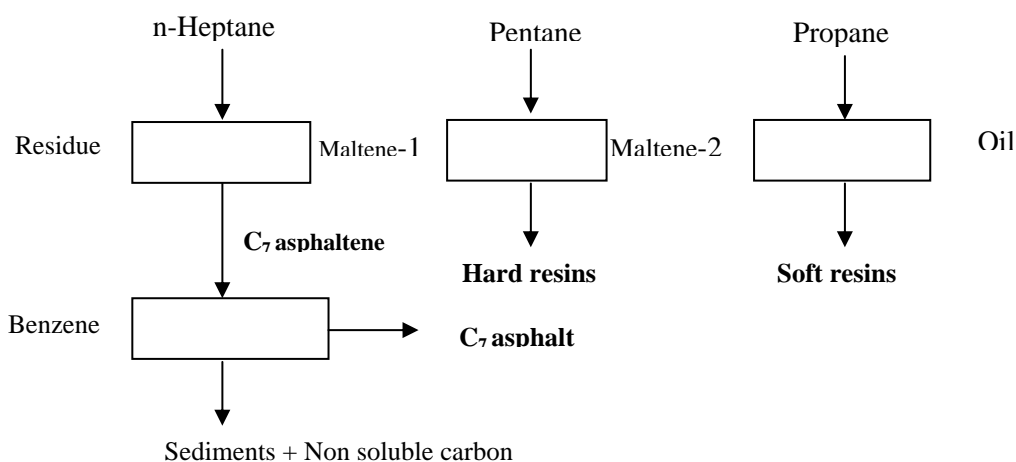 n-Heptane
Pentane
Propane
Residue
Maltene-1
Maltene-2
Oil
C₇ asphaltene
Hard resins
Soft resins
Benzene
C₇ asphalt
Sediments + Non soluble carbon